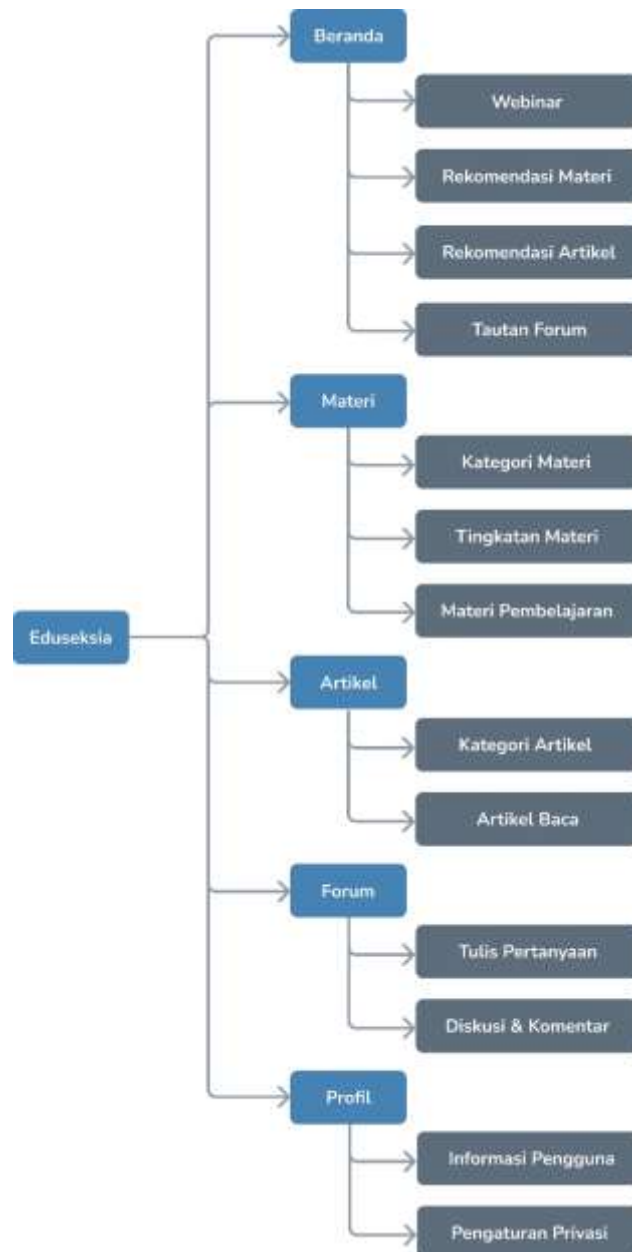 Beranda
Webinar
Rekomendasi Materi
Rekomendasi Artikel
Tautan Forum
Materi
Kategori Materi
Tingkatan Materi
Materi Pembelajaran
Eduseksia
Artikel
Kategori Artikel
Artikel Baca
Forum
Tulis Pertanyaan
Diskusi & Komentar
Profil
Informasi Pengguna
Pengaturan Privasi